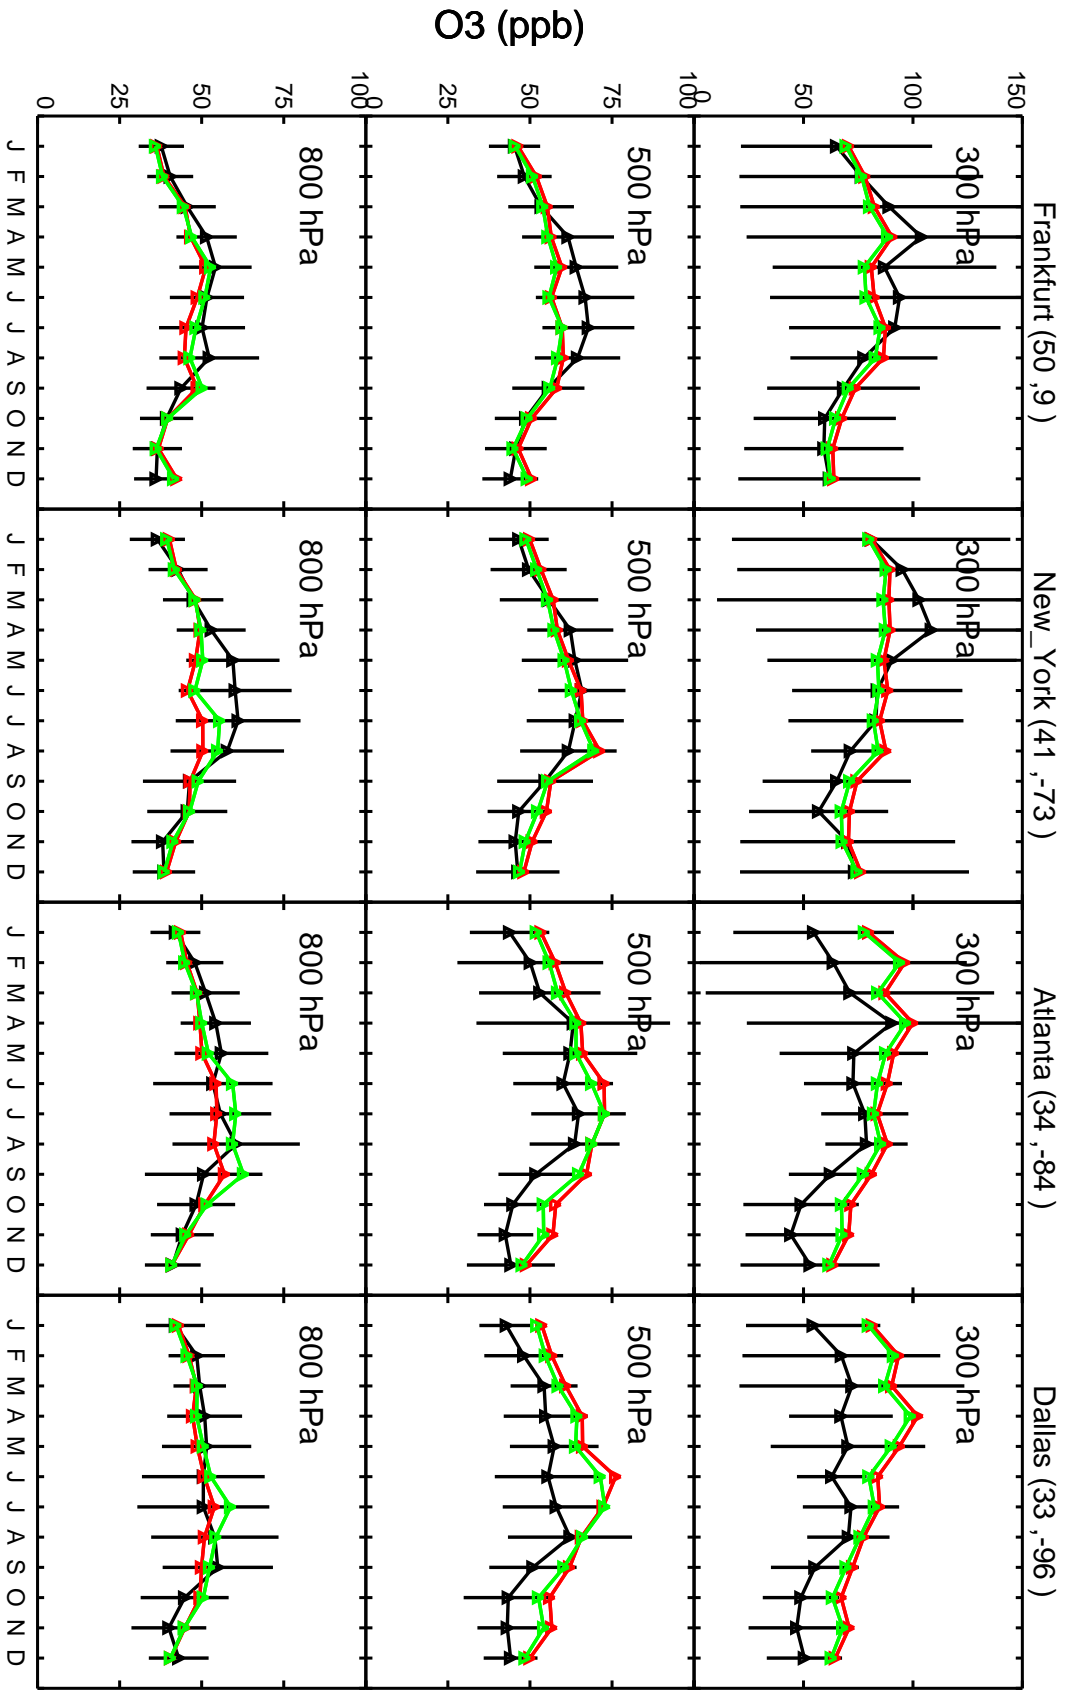 Frankfurt (50 ,9 )
New_York (41 ,-73 )
Atlanta (34 ,-84 )
Dallas (33 ,-96 )
O3 (ppb)
150
100
50
0
300 hPa
300 hPa
300 hPa
300 hPa
100
75
50
25
0
500 hPa
500 hPa
500 hPa
500 hPa
100
75
50
25
0
800 hPa
800 hPa
800 hPa
800 hPa
J F M A M J J A S O N D
J F M A M J J A S O N D
J F M A M J J A S O N D
J F M A M J J A S O N D